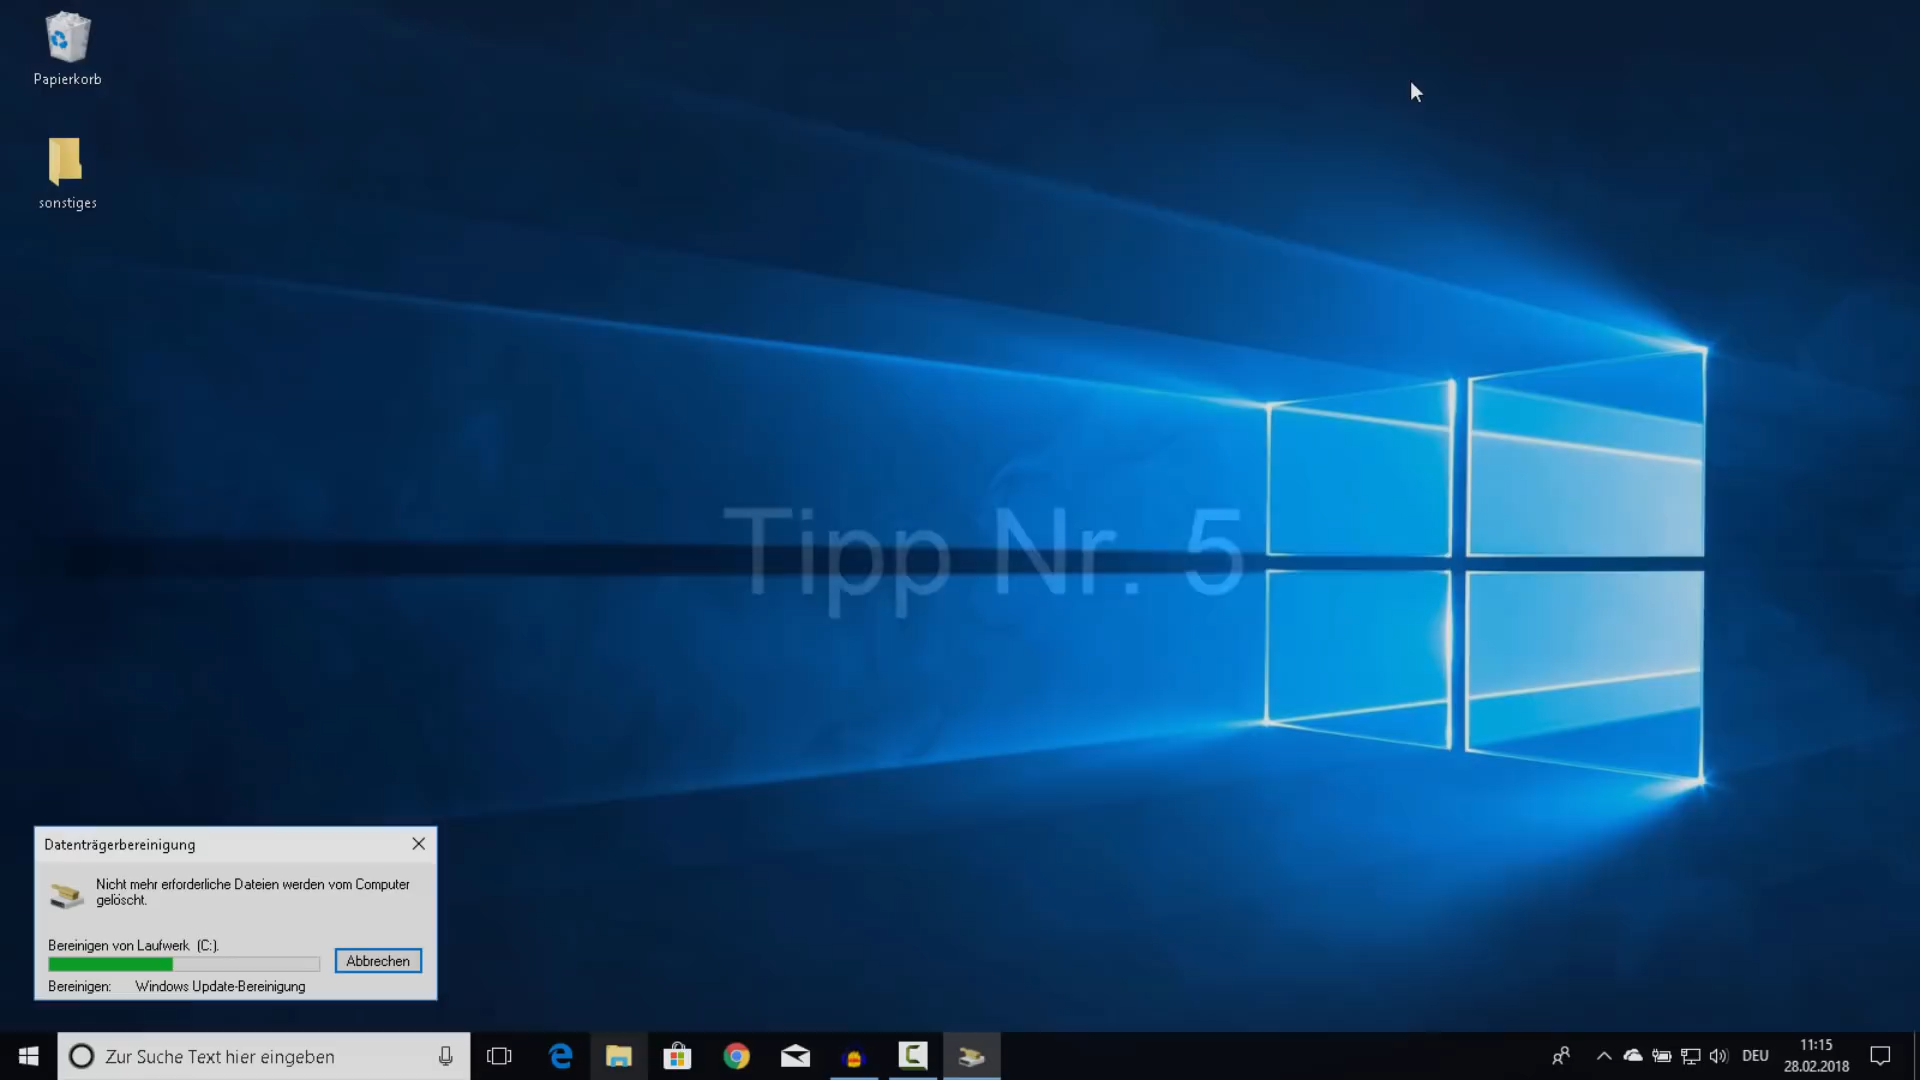 Papierkorb
sonstiges
Tipp Nr. 5
Datenträgerbereinigung
Nicht mehr erforderliche Dateien werden vom Computer
gelöscht.
Bereinigen von Laufwerk (C:).
Abbrechen
Bereinigen: Windows Update-Bereinigung
Zur Suche Text hier eingeben
DEU
11:15
28.02.2018